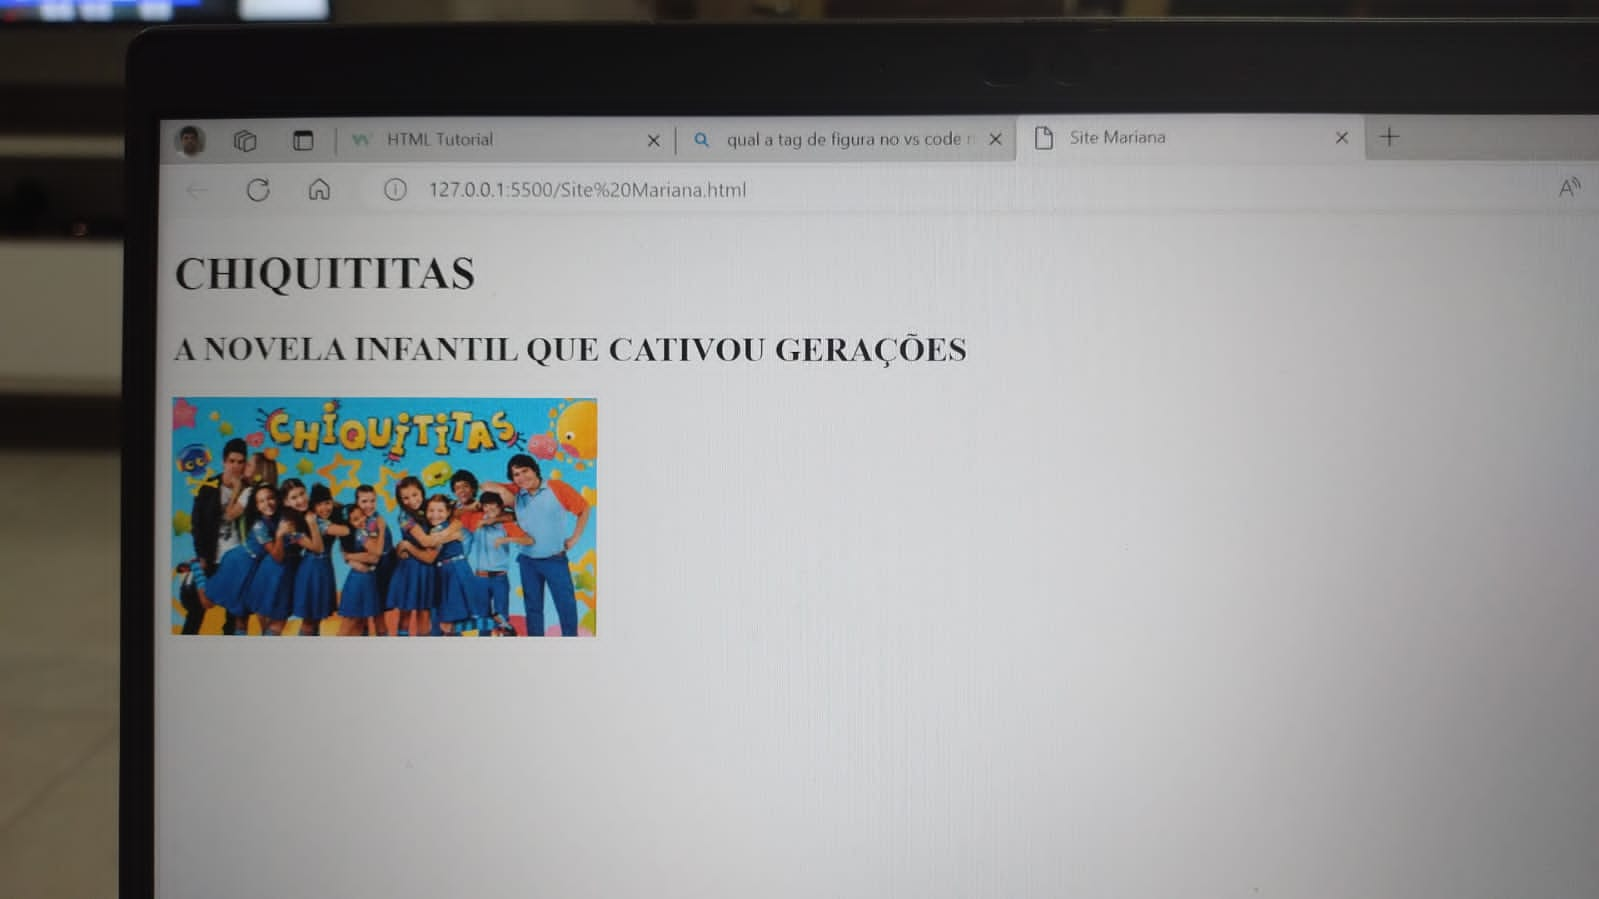 HTML Tutorial
qual a tag de figura no vs code
Site Mariana
127.0.0.1:5500/Site%20Mariana.html
A
CHIQUITITAS
A NOVELA INFANTIL QUE CATIVOU GERAÇÕES
CHIQUITITAS